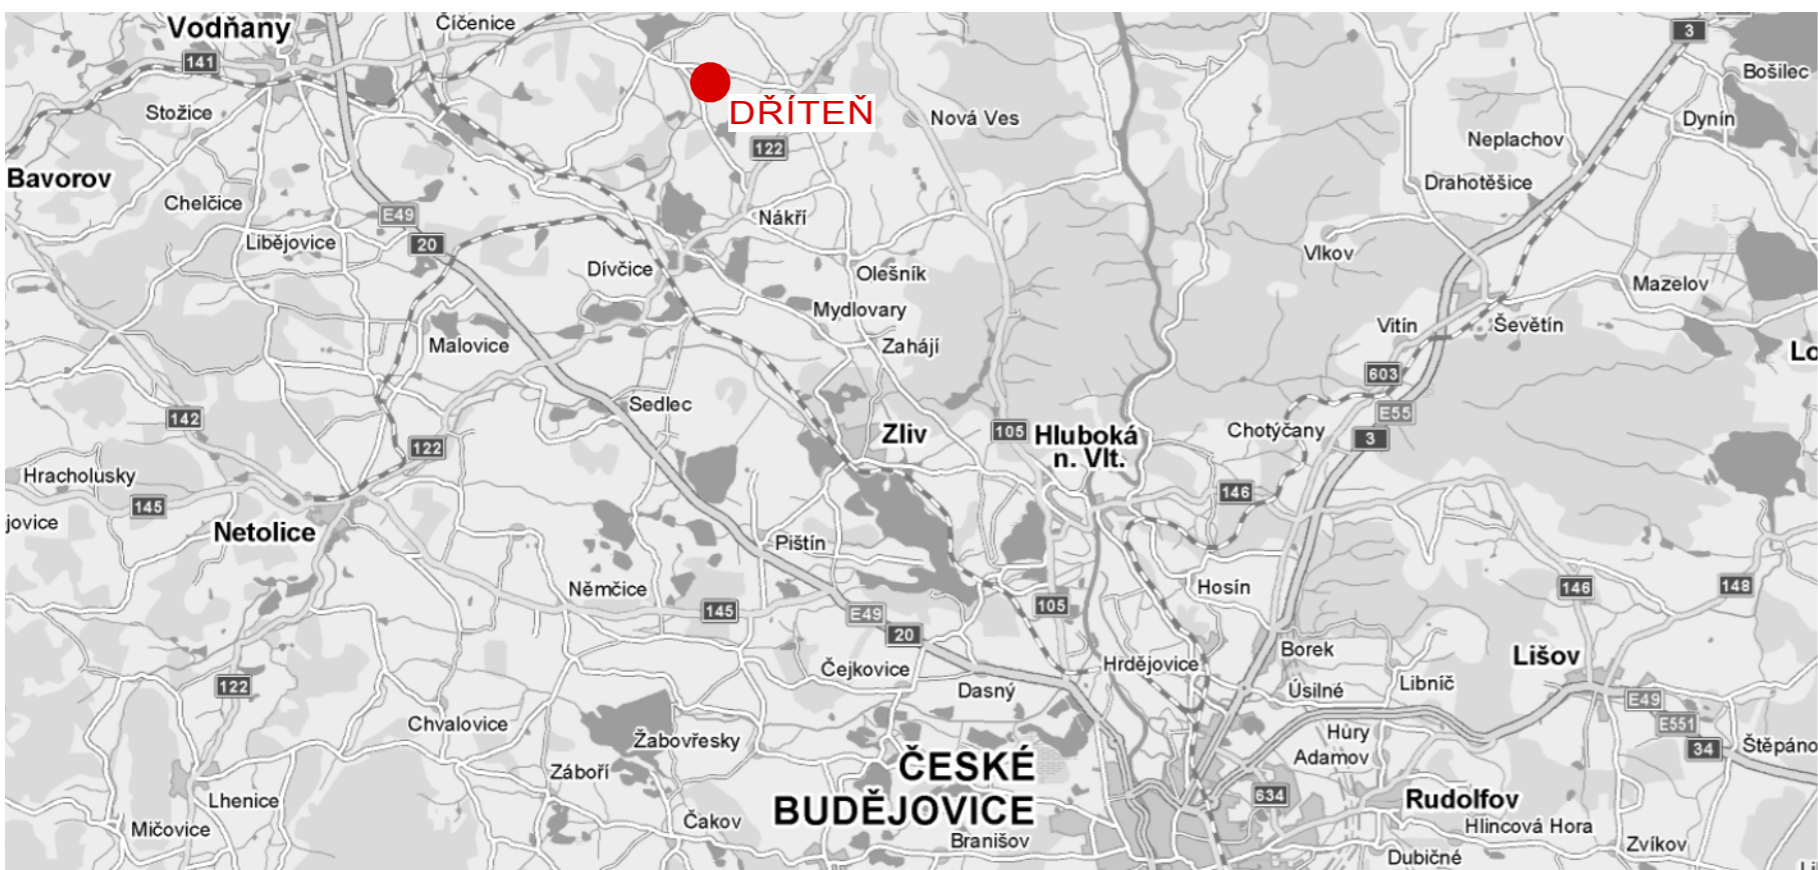 Vodňany
Číčenice
3
141
Bošilec
Stožice
DŘÍTEŇ
Nová Ves
Dynín
Neplachov
122
Bavorov
Drahotěšice
Chelčice
E49
Nákří
Libějovice
20
Vlkov
Dívčice
Olešník
Mazelov
Mydlovary
Vitín
Ševětín
Malovice
Zahájí
Lo
603
Sedlec
E55
142
Zliv
105
Hluboká
n. Vlt.
Chotýčany
3
122
Hracholusky
146
145
jovice
Netolice
Pištín
Němčice
Hosín
146
148
145
E49
105
20
Borek
Lišov
Čejkovice
Hrdějovice
122
Dasný
Úsilné
Libníč
E49
Chvalovice
E551
Žabovřesky
Hůry
34
Štěpáno
Adamov
Záboří
ČESKÉ
BUDĚJOVICE
634
Rudolfov
Lhenice
Mičovice
Čakov
Hlincová Hora
Branišov
Zvíkov
Dubičné